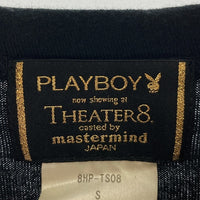 PLAYBOY
now showing at
THEATER8.
casted by
mastermind
JAPAN
8HP-TS08
S